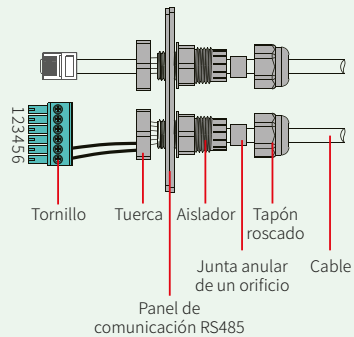 123456
Tornillo
Tuerca
Aislador
Tapón
roscado
Junta anular
de un orificio
Cable
Panel de
comunicación RS485